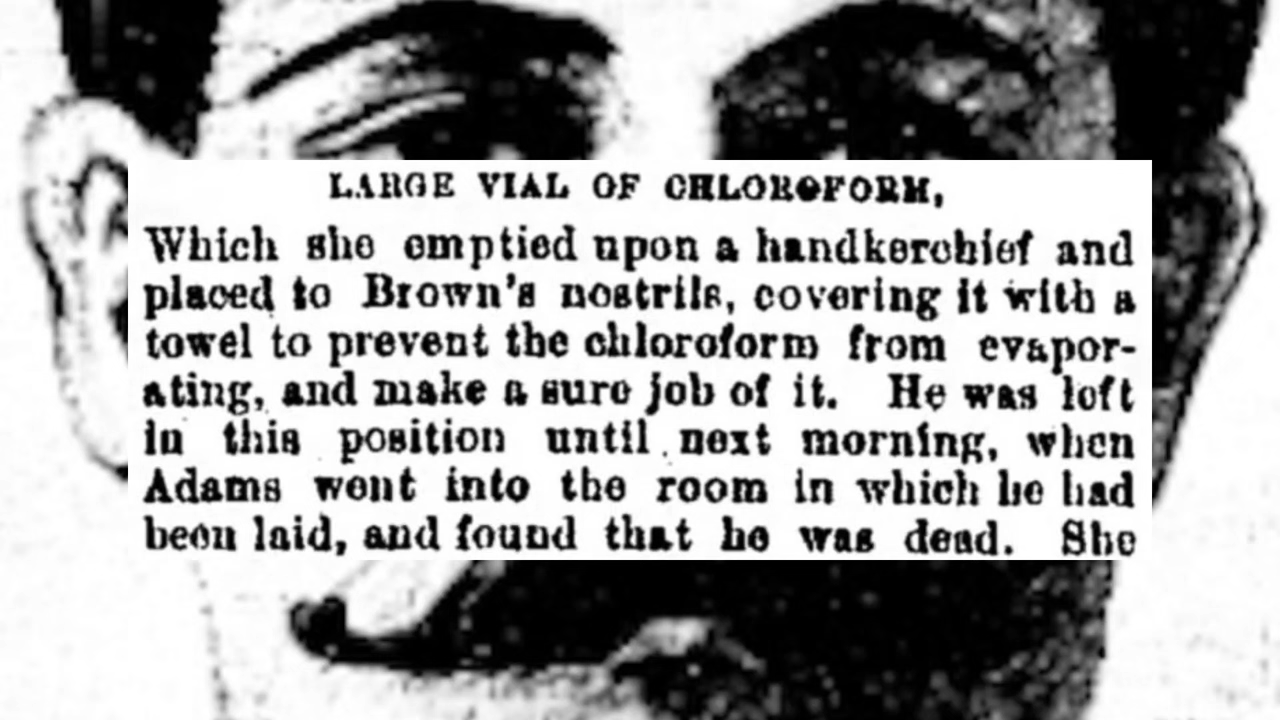 LARGE VIAL OF CHLOROFORM,
Which she emptied upon a handkerchief and
placed to Brown's nostrils, covering it with a
towel to prevent the chloroform from evapor-
ating, and make a sure job of it. He was left
in this position until next morning, when
Adams went into the room in which he had
been laid, and found that he was dead. She